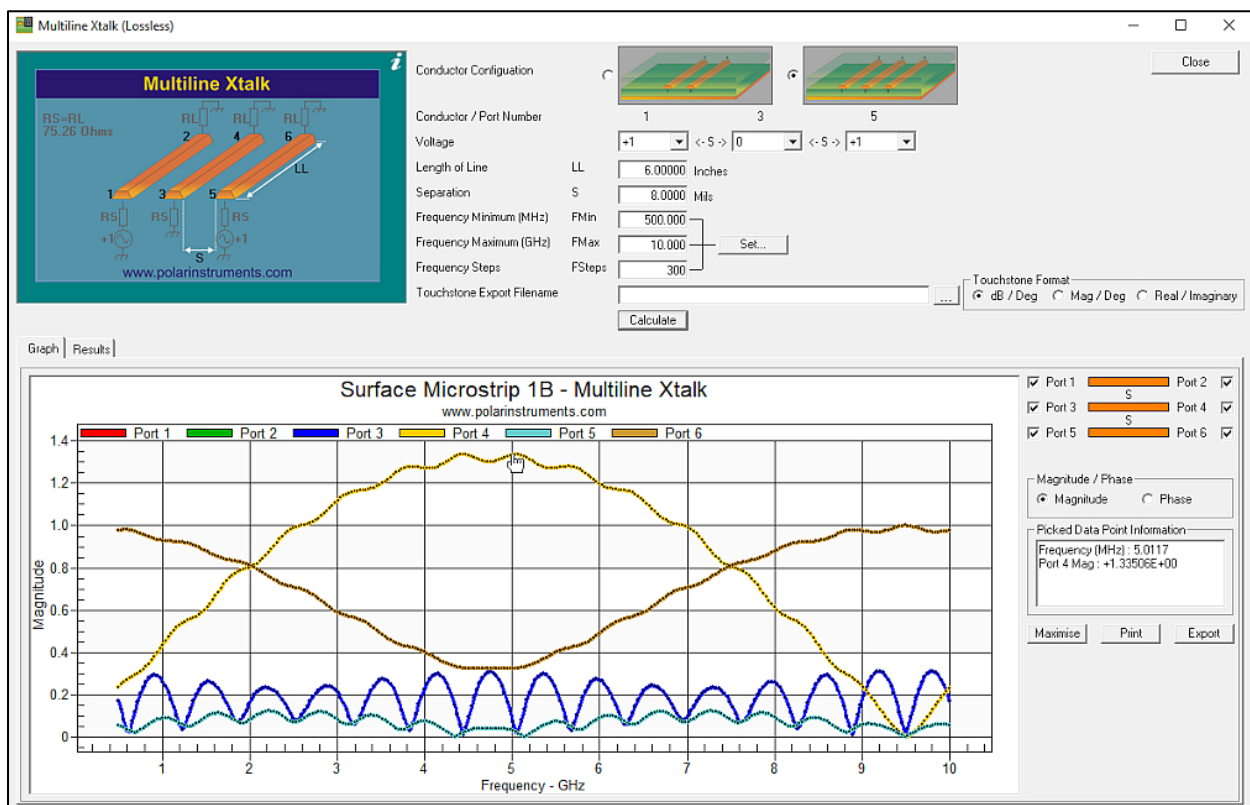 Multiline Xtalk (Lossless)
i
Multiline Xtalk
RS=RL
75.26 Ohms
RL RL RL
2 4 6
LL
1 3 5
RS RS RS
+1 +1
S
www.polarinstruments.com
Conductor Configuation
Close
Conductor / Port Number 1 3 5
Voltage +1 <- S -> 0 <- S -> +1
Length of Line LL 6.00000 Inches
Separation S 8.0000 Mils
Frequency Minimum (MHz) FMin 500.000
Frequency Maximum (GHz) FMax 10.000 Set...
Frequency Steps FSteps 300
Touchstone Export Filename ...
Touchstone Format
dB / Deg Mag / Deg Real / Imaginary
Calculate
Graph Results
Surface Microstrip 1B - Multiline Xtalk
www.polarinstruments.com
Port 1 Port 2 Port 3 Port 4 Port 5 Port 6
1.4
1.2
1.0
0.8
0.6
0.4
0.2
0
Magnitude
1 2 3 4 5 6 7 8 9 10
Frequency - GHz
Port 1 Port 2
S
Port 3 Port 4
S
Port 5 Port 6
Magnitude / Phase
Magnitude Phase
Picked Data Point Information
Frequency (MHz) : 5.0117
Port 4 Mag : +1.33506E+00
Maximise Print Export